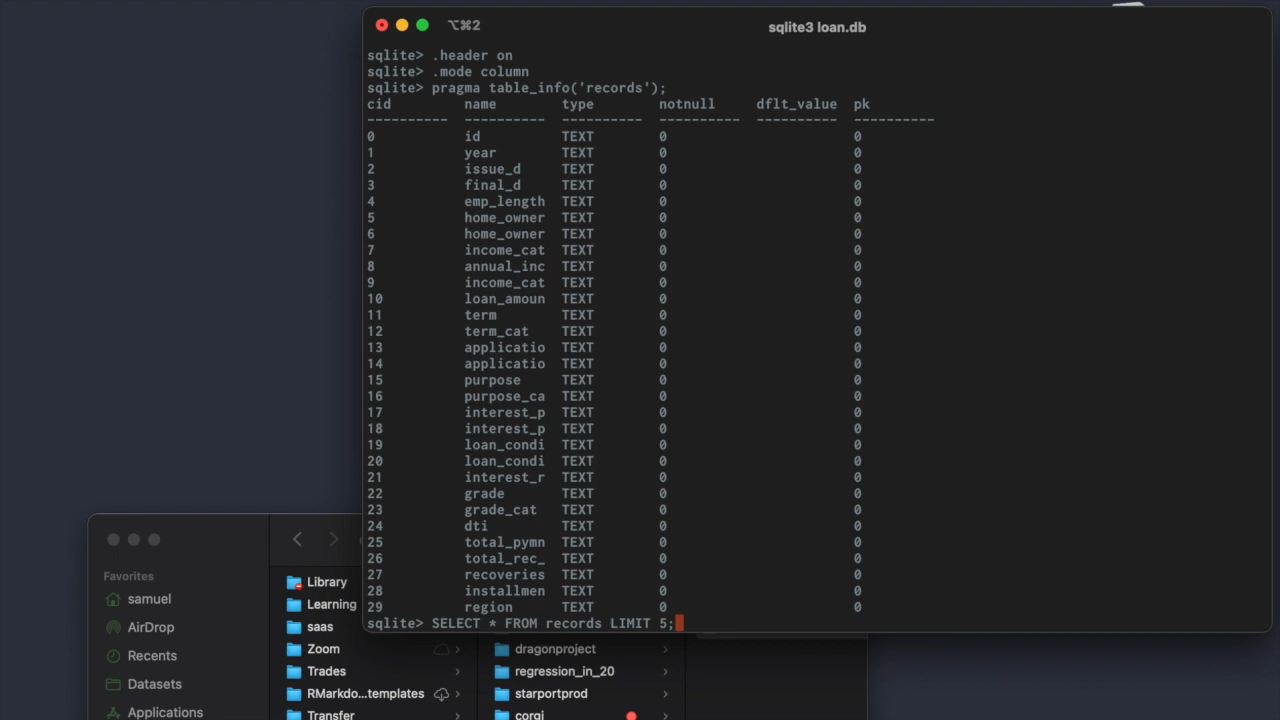 ⌥⌘2
sqlite3 loan.db
sqlite> .header on
sqlite> .mode column
sqlite> pragma table_info('records');
cid name type notnull dflt_value pk
---------- ---------- ---------- ---------- ---------- ----------
0 id TEXT 0 0
1 year TEXT 0 0
2 issue_d TEXT 0 0
3 final_d TEXT 0 0
4 emp_length TEXT 0 0
5 home_owner TEXT 0 0
6 home_owner TEXT 0 0
7 income_cat TEXT 0 0
8 annual_inc TEXT 0 0
9 income_cat TEXT 0 0
10 loan_amoun TEXT 0 0
11 term TEXT 0 0
12 term_cat TEXT 0 0
13 applicatio TEXT 0 0
14 applicatio TEXT 0 0
15 purpose TEXT 0 0
16 purpose_ca TEXT 0 0
17 interest_p TEXT 0 0
18 interest_p TEXT 0 0
19 loan_condi TEXT 0 0
20 loan_condi TEXT 0 0
21 interest_r TEXT 0 0
22 grade TEXT 0 0
23 grade_cat TEXT 0 0
24 dti TEXT 0 0
25 total_pymn TEXT 0 0
26 total_rec_ TEXT 0 0
27 recoveries TEXT 0 0
28 installmen TEXT 0 0
29 region TEXT 0 0
sqlite> SELECT * FROM records LIMIT 5;
Favorites
samuel
AirDrop
Recents
Datasets
Applications
Library
Learning
saas
Zoom
Trades
RMarkdo...templates
Transfer
dragonproject
regression_in_20
starportprod
corgi